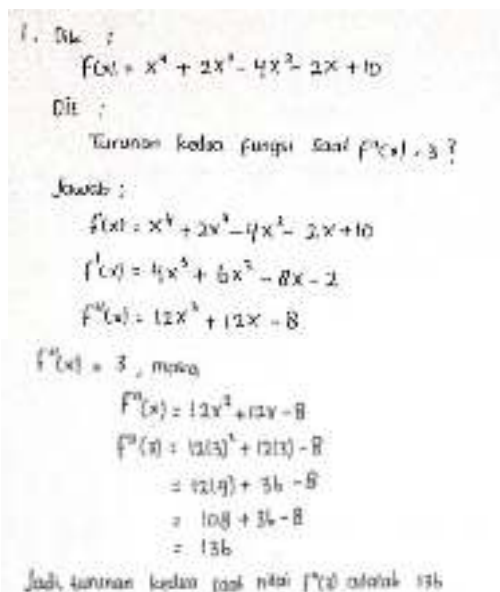 1. Dik :
f(x) = x⁴ + 2x³ - 4x² - 2x + 10
Dit :
Turunan kedua fungsi saat f"(x) = 3 ?
Jawab :
f(x) = x⁴ + 2x³ - 4x² - 2x + 10
f'(x) = 4x³ + 6x² - 8x - 2
f"(x) = 12x² + 12x - 8
f"(x) = 3, maka
f"(x) = 12x² + 12x - 8
f"(3) = 12(3)² + 12(3) - 8
= 12(9) + 36 - 8
= 108 + 36 - 8
= 136
Jadi, turunan kedua saat nilai f"(3) adalah 136